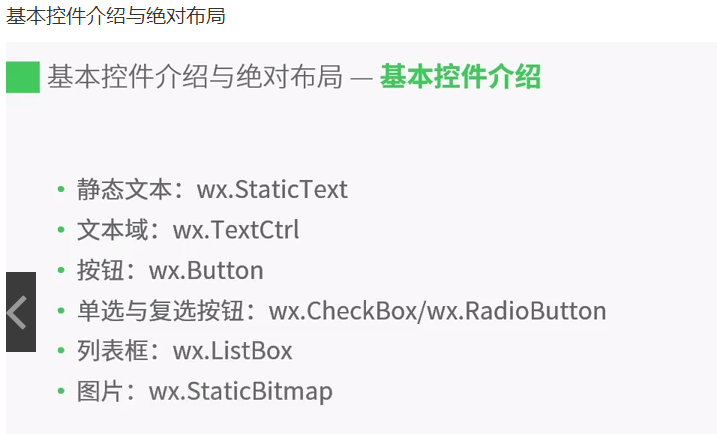 基本控件介绍与绝对布局
基本控件介绍与绝对布局 — 基本控件介绍
• 静态文本：wx.StaticText
• 文本域：wx.TextCtrl
• 按钮：wx.Button
• 单选与复选按钮：wx.CheckBox/wx.RadioButton
• 列表框：wx.ListBox
• 图片：wx.StaticBitmap